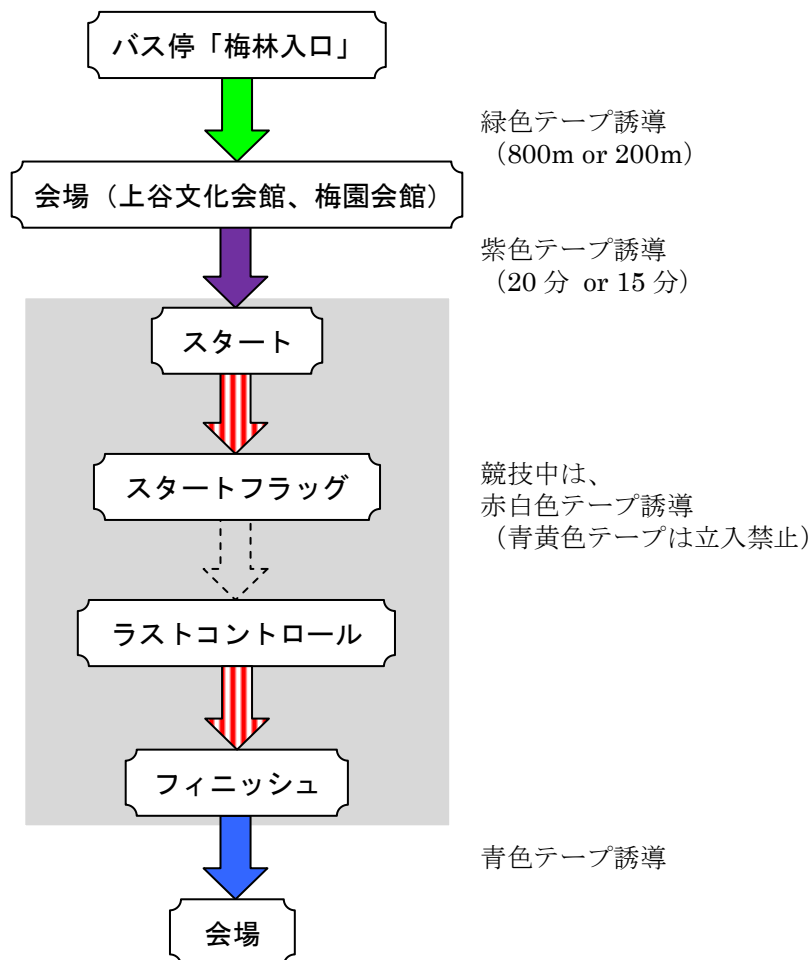 バス停「梅林入口」
緑色テープ誘導
（800m or 200m）
会場（上谷文化会館、梅園会館）
紫色テープ誘導
（20 分 or 15 分）
スタート
スタートフラッグ
競技中は、
赤白色テープ誘導
（青黄色テープは立入禁止）
ラストコントロール
フィニッシュ
青色テープ誘導
会場